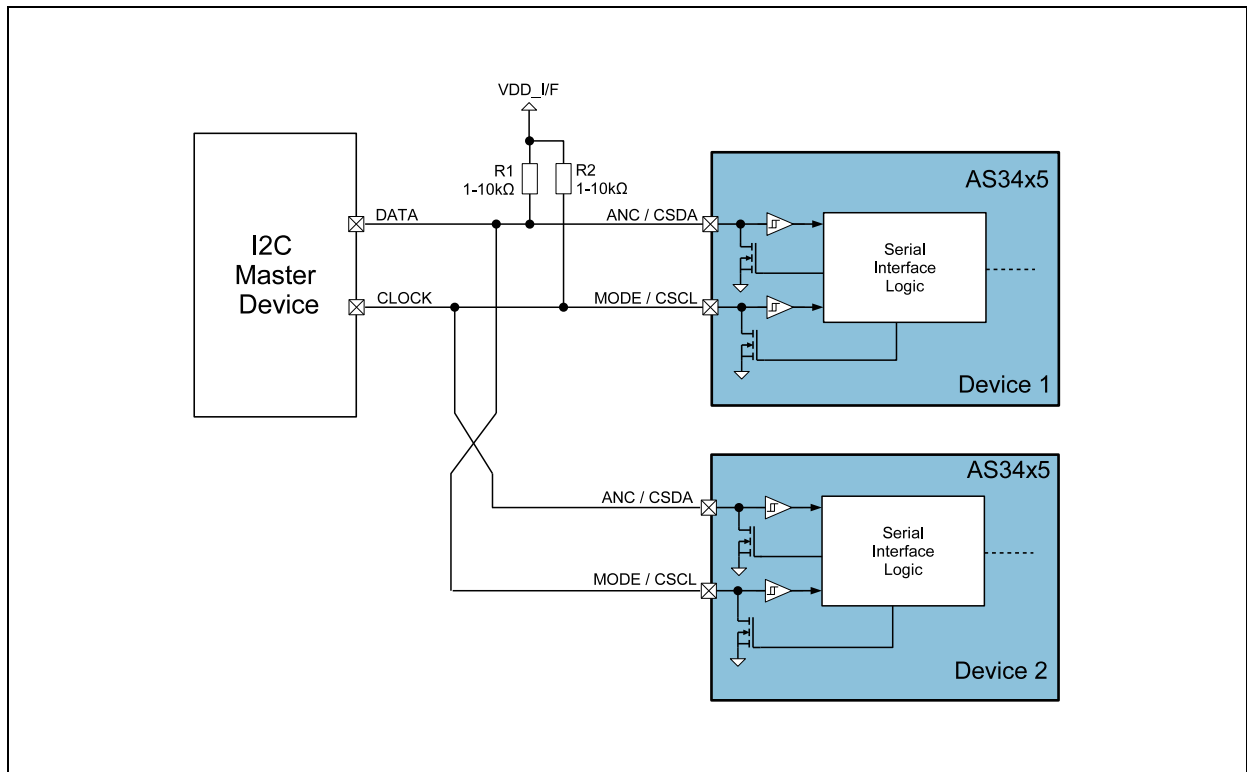 VDD_I/F
R1
1-10kΩ
R2
1-10kΩ
I2C
Master
Device
DATA
CLOCK
ANC / CSDA
MODE / CSCL
AS34x5
Serial
Interface
Logic
Device 1
ANC / CSDA
MODE / CSCL
AS34x5
Serial
Interface
Logic
Device 2